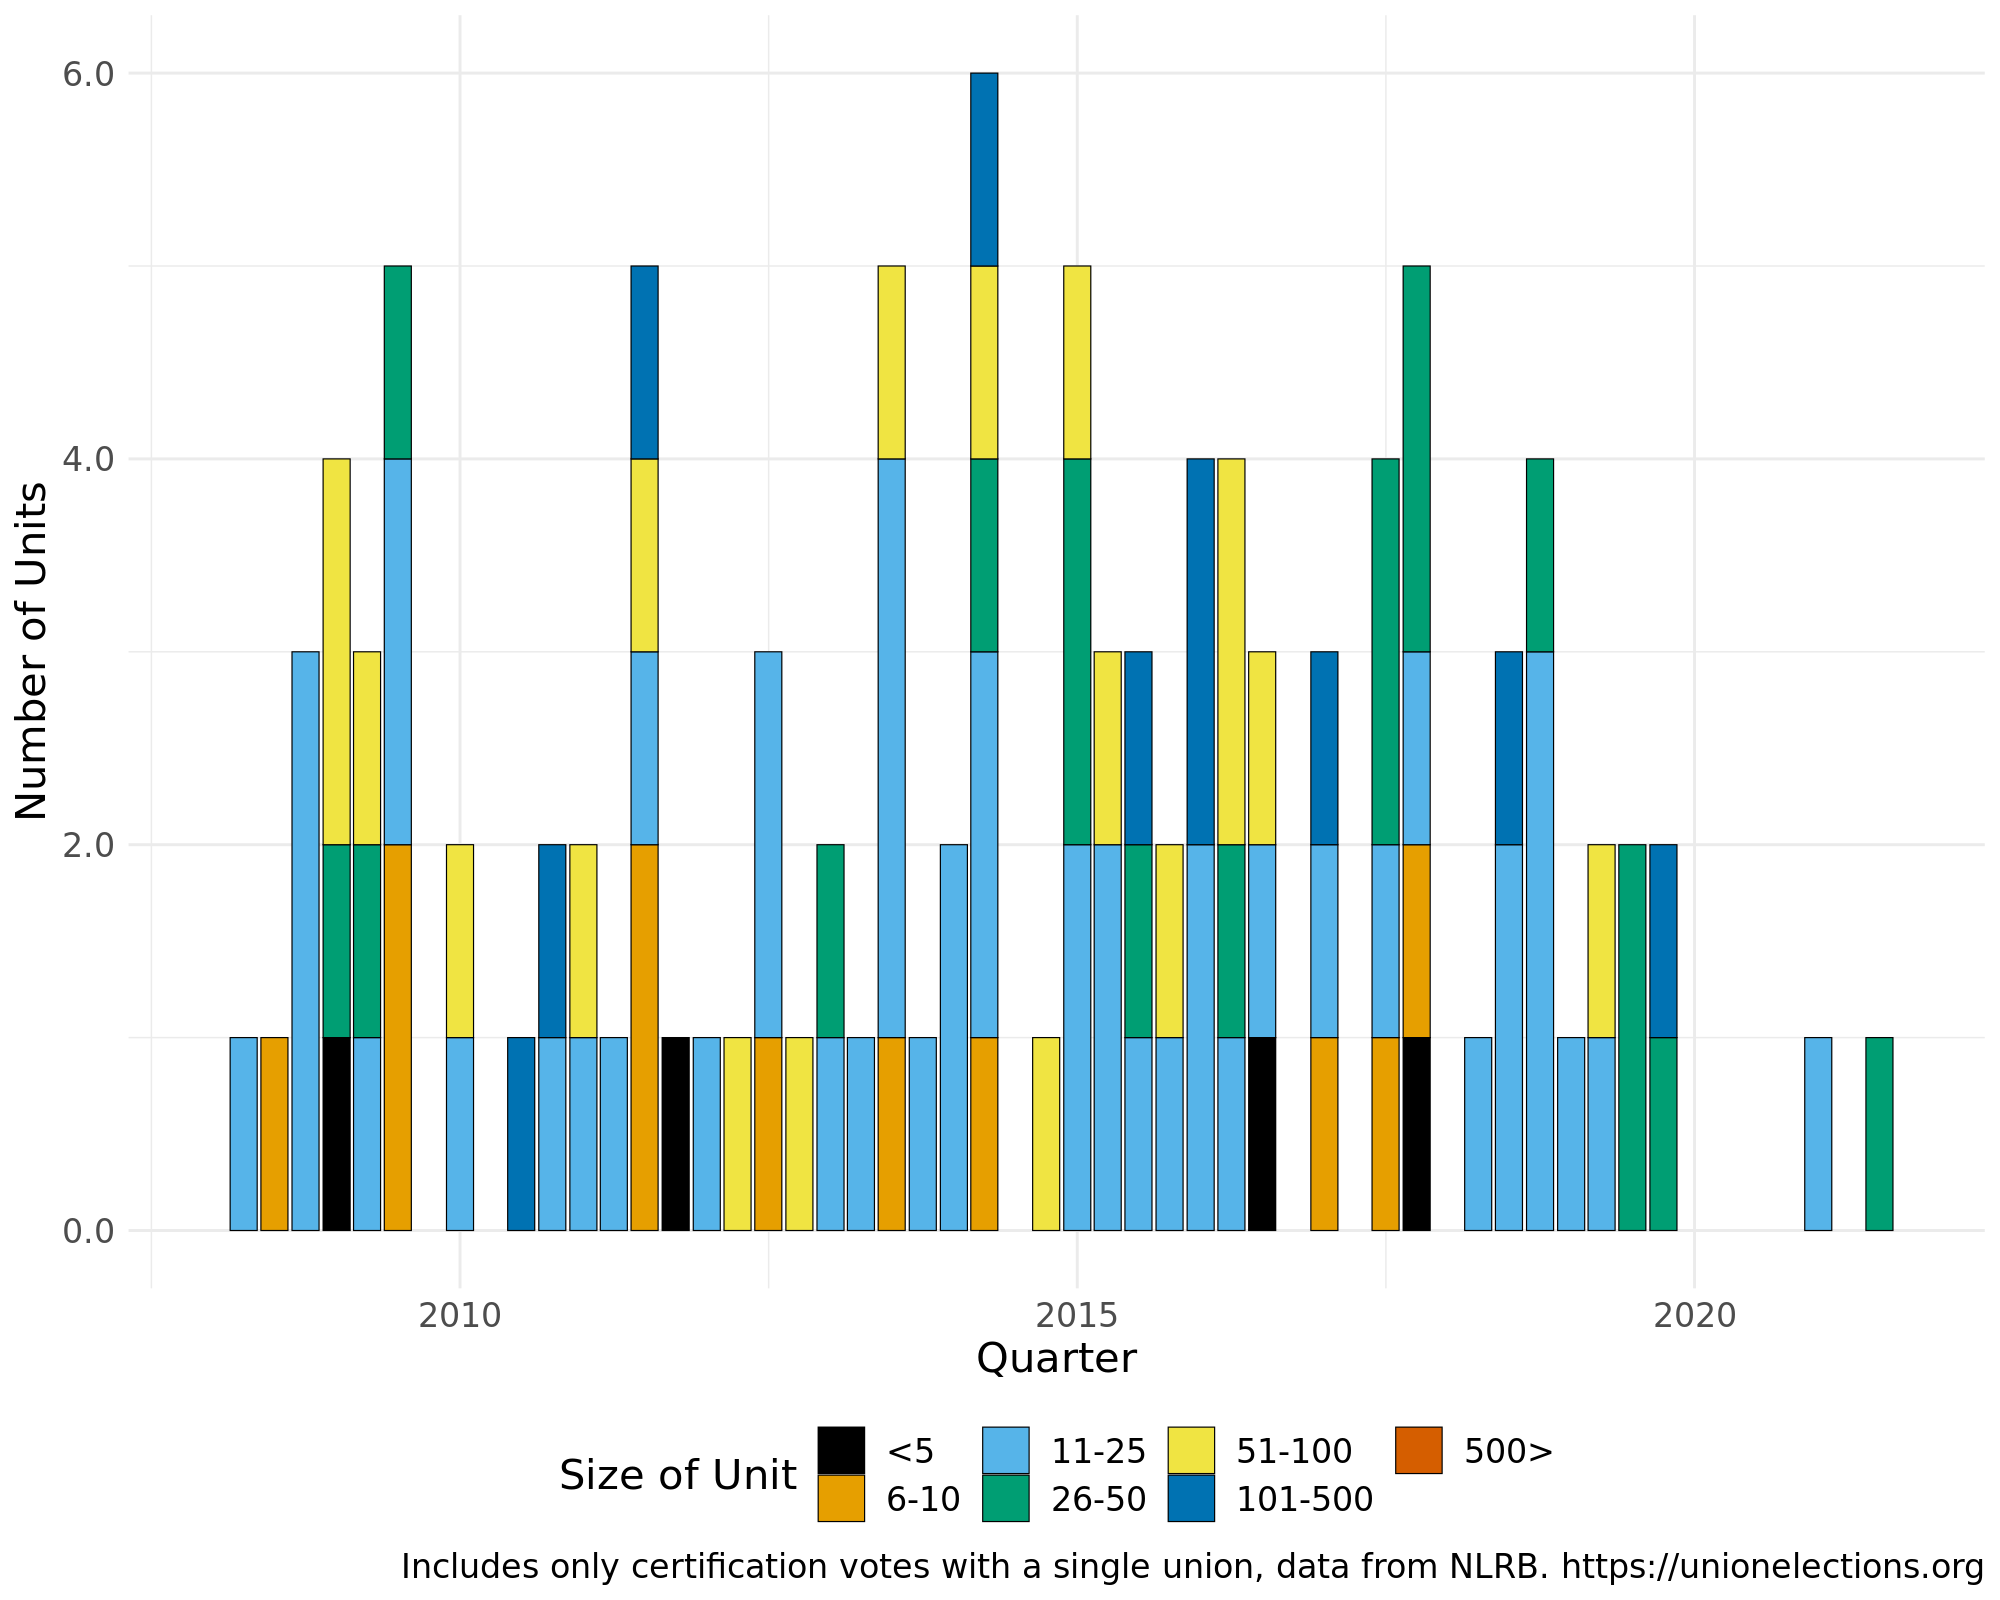 6.0
4.0
2.0
0.0
Number of Units
2010 2015 2020
Quarter
Size of Unit
<5 11-25 51-100 500>
6-10 26-50 101-500
Includes only certification votes with a single union, data from NLRB. https://unionelections.org